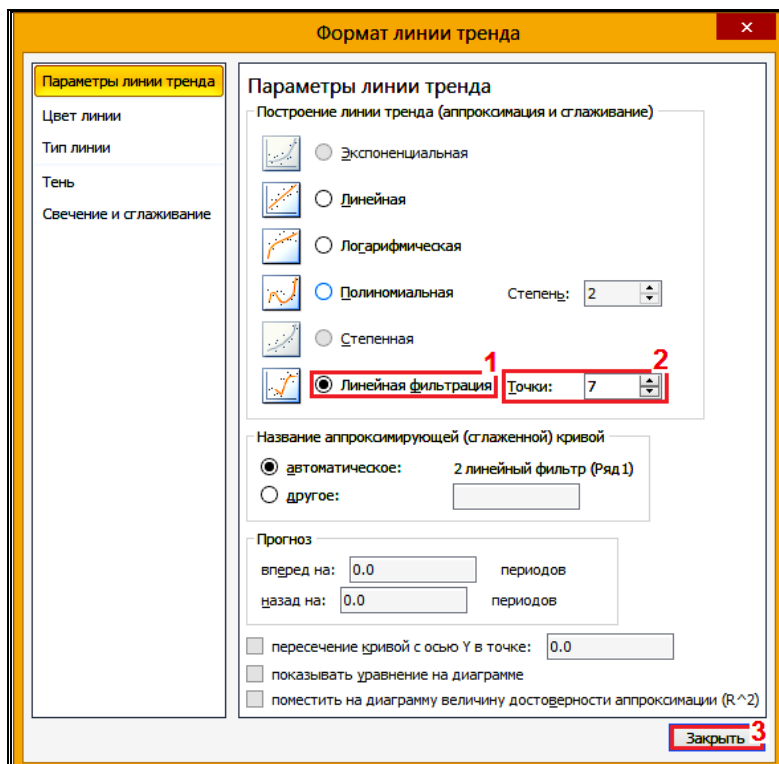 Формат линии тренда
Параметры линии тренда
Цвет линии
Тип линии
Тень
Свечение и сглаживание
Параметры линии тренда
Построение линии тренда (аппроксимация и сглаживание)
Экспоненциальная
Линейная
Логарифмическая
Полиномиальная Степень: 2
Степенная
1 2
Линейная фильтрация Точки: 7
Название аппроксимирующей (сглаженной) кривой
автоматическое: 2 линейный фильтр (Ряд1)
другое:
Прогноз
вперед на: 0.0 периодов
назад на: 0.0 периодов
пересечение кривой с осью Y в точке: 0.0
показывать уравнение на диаграмме
поместить на диаграмму величину достоверности аппроксимации (R^2)
Закрыть 3